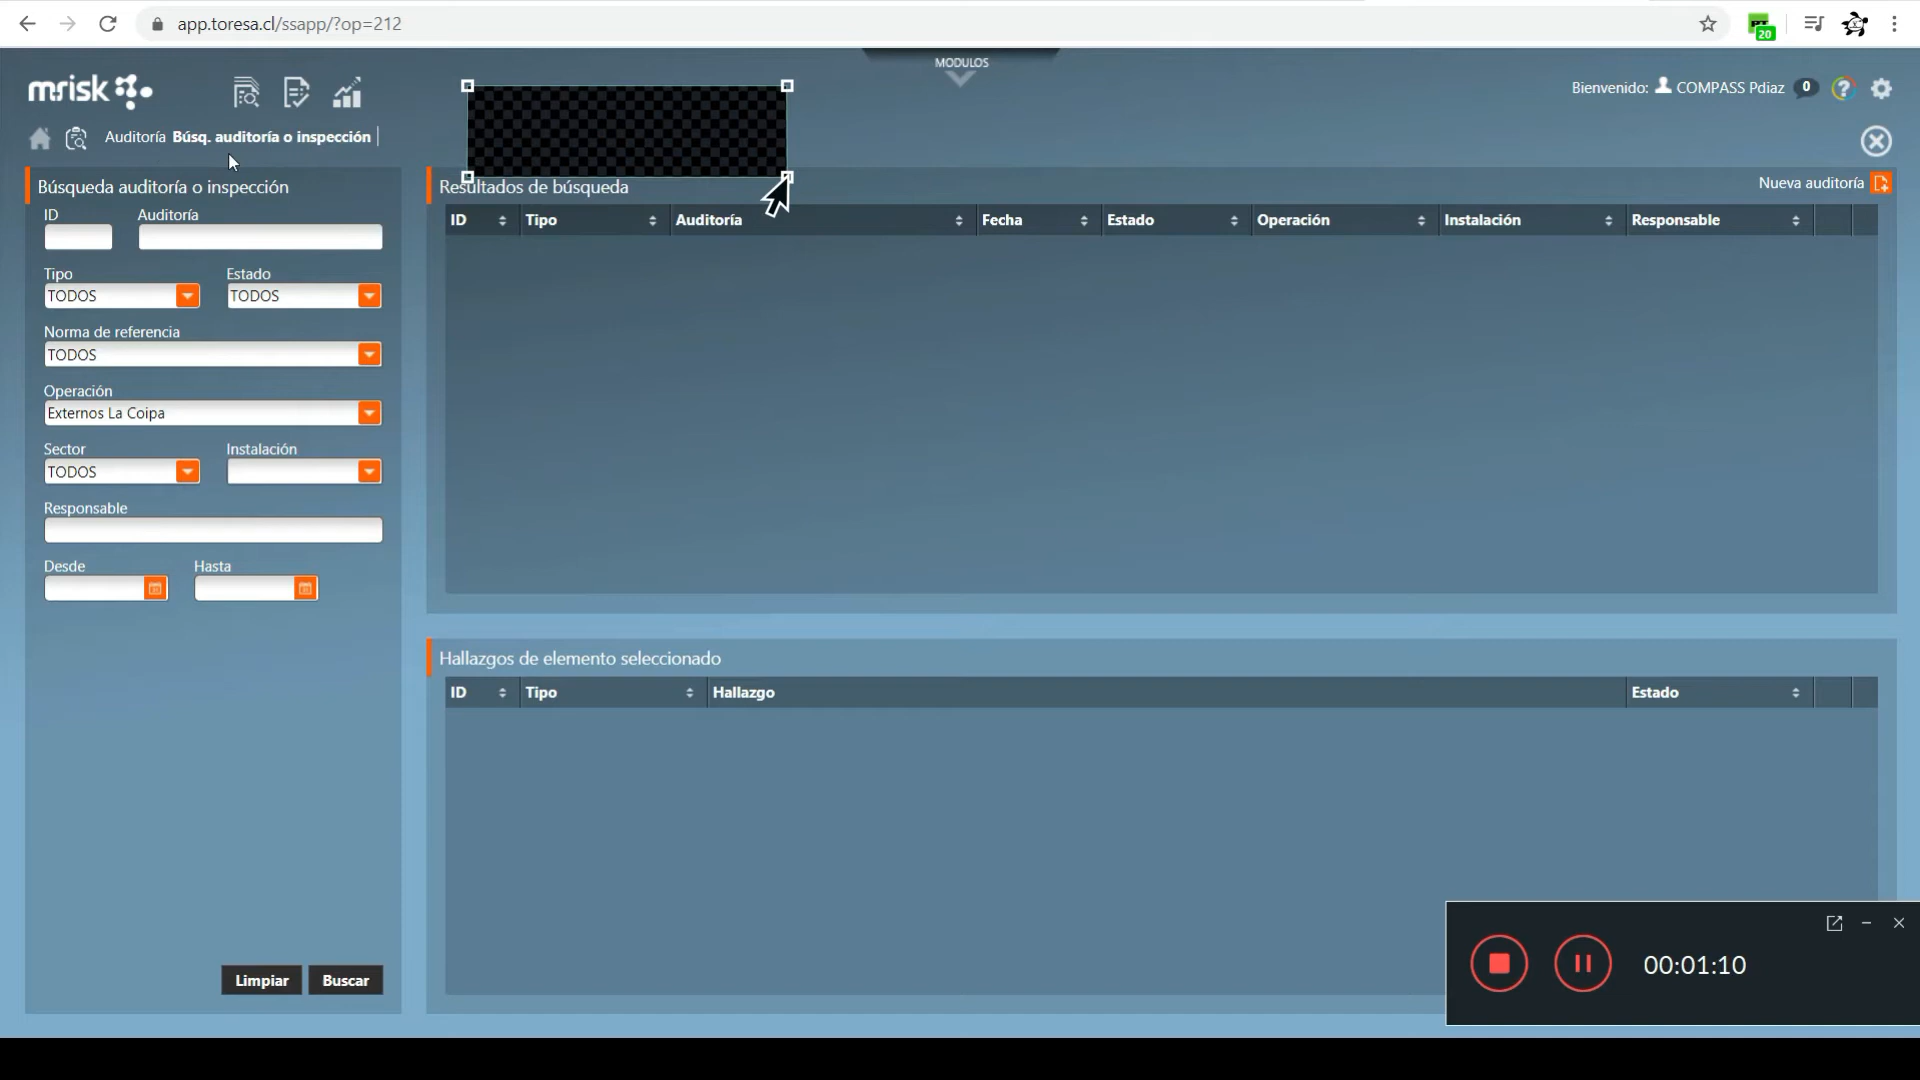 app.toresa.cl/ssapp/?op=212
20
mrisk
MODULOS
Bienvenido: COMPASS Pdiaz 0 ?
Auditoría Búsq. auditoría o inspección
Búsqueda auditoría o inspección
ID Auditoría
Tipo Estado
TODOS TODOS
Norma de referencia
TODOS
Operación
Externos La Coipa
Sector Instalación
TODOS
Responsable
Desde Hasta
Limpiar Buscar
Resultados de búsqueda Nueva auditoría
ID Tipo Auditoría Fecha Estado Operación Instalación Responsable
Hallazgos de elemento seleccionado
ID Tipo Hallazgo Estado
00:01:10